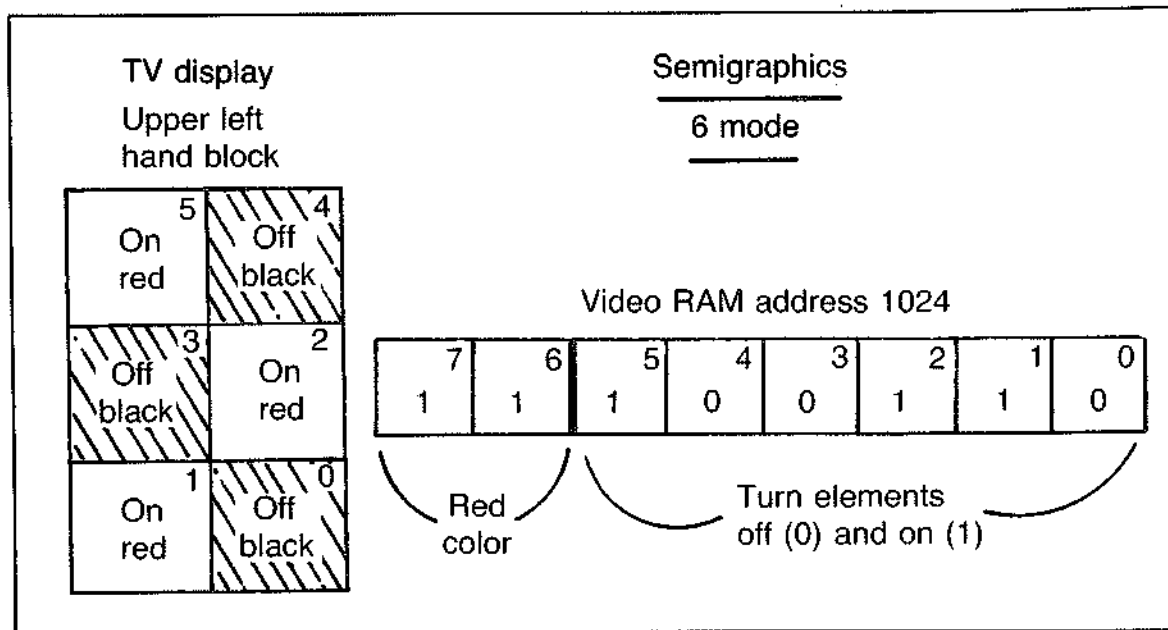 TV display
Upper left
hand block
Semigraphics
6 mode
5 4
On Off
red black
3 2
Off On
black red
1 0
On Off
red black
Video RAM address 1024
7 6 5 4 3 2 1 0
1 1 1 0 0 1 1 0
Red
color
Turn elements
off (0) and on (1)